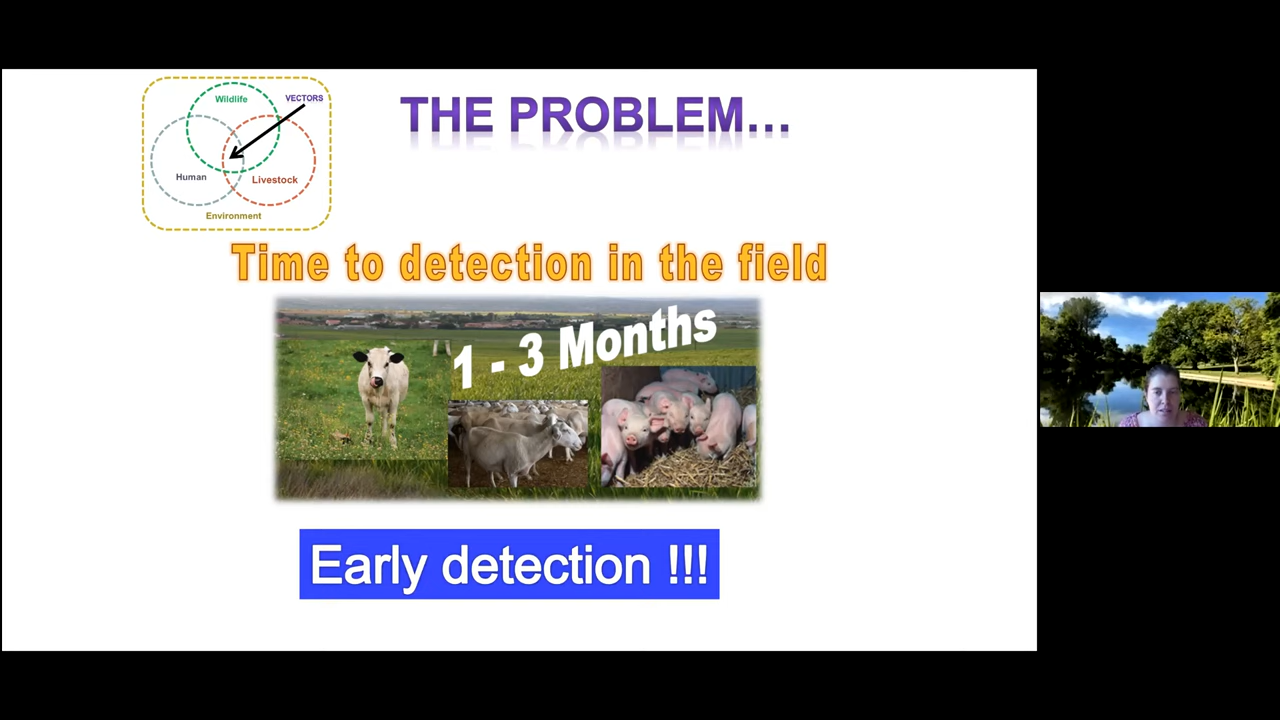 Wildlife
VECTORS
Human
Livestock
Environment
THE PROBLEM...
Time to detection in the field
1 - 3 Months
Early detection !!!